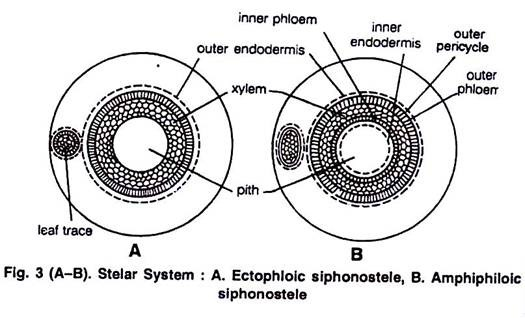 inner phloem
inner
endodermis
outer
pericycle
outer endodermis
xylem
outer
phloem
pith
leaf trace
A
B
Fig. 3 (A–B). Stelar System : A. Ectophloic siphonostele, B. Amphiphiloic
siphonostele